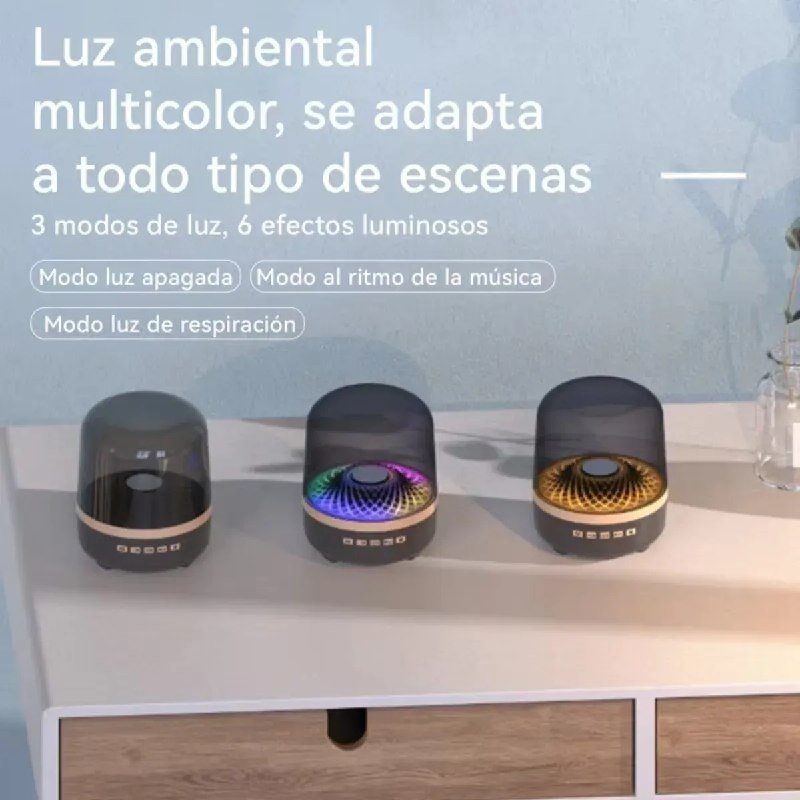 Luz ambiental
multicolor, se adapta
a todo tipo de escenas
3 modos de luz, 6 efectos luminosos
Modo luz apagada
Modo al ritmo de la música
Modo luz de respiración